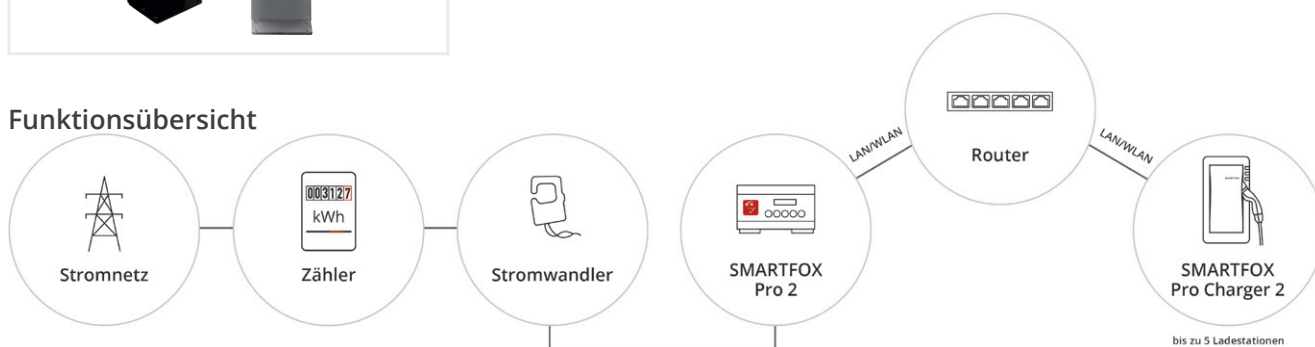 Funktionsübersicht
Stromnetz
003127
kWh
Zähler
Stromwandler
SMARTFOX
Pro 2
LAN/WLAN
Router
LAN/WLAN
SMARTFOX
Pro Charger 2
bis zu 5 Ladestationen